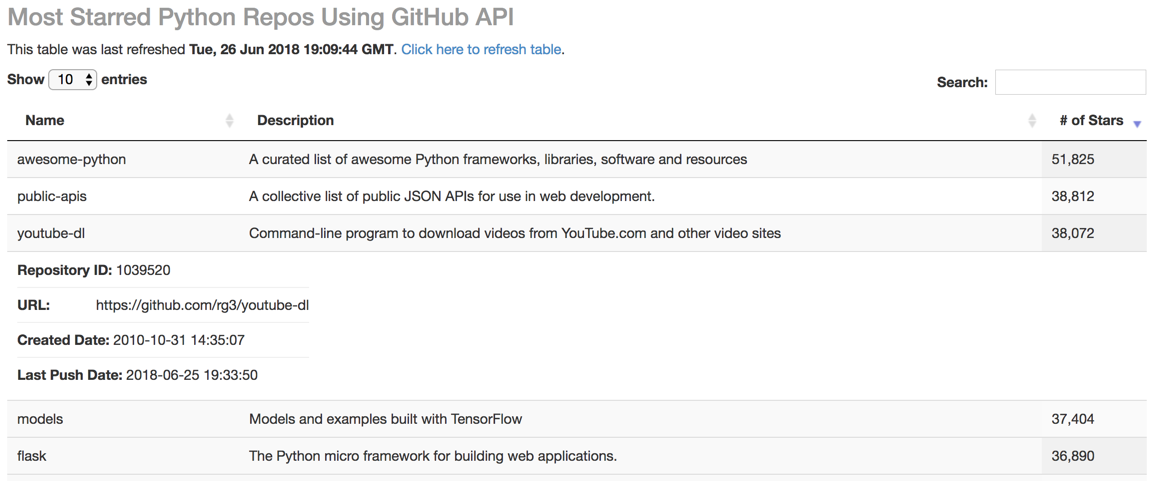 Most Starred Python Repos Using GitHub API
This table was last refreshed Tue, 26 Jun 2018 19:09:44 GMT. Click here to refresh table.
Show 10 entries
Search:
Name Description # of Stars
awesome-python A curated list of awesome Python frameworks, libraries, software and resources 51,825
public-apis A collective list of public JSON APIs for use in web development. 38,812
youtube-dl Command-line program to download videos from YouTube.com and other video sites 38,072
Repository ID: 1039520
URL: https://github.com/rg3/youtube-dl
Created Date: 2010-10-31 14:35:07
Last Push Date: 2018-06-25 19:33:50
models Models and examples built with TensorFlow 37,404
flask The Python micro framework for building web applications. 36,890